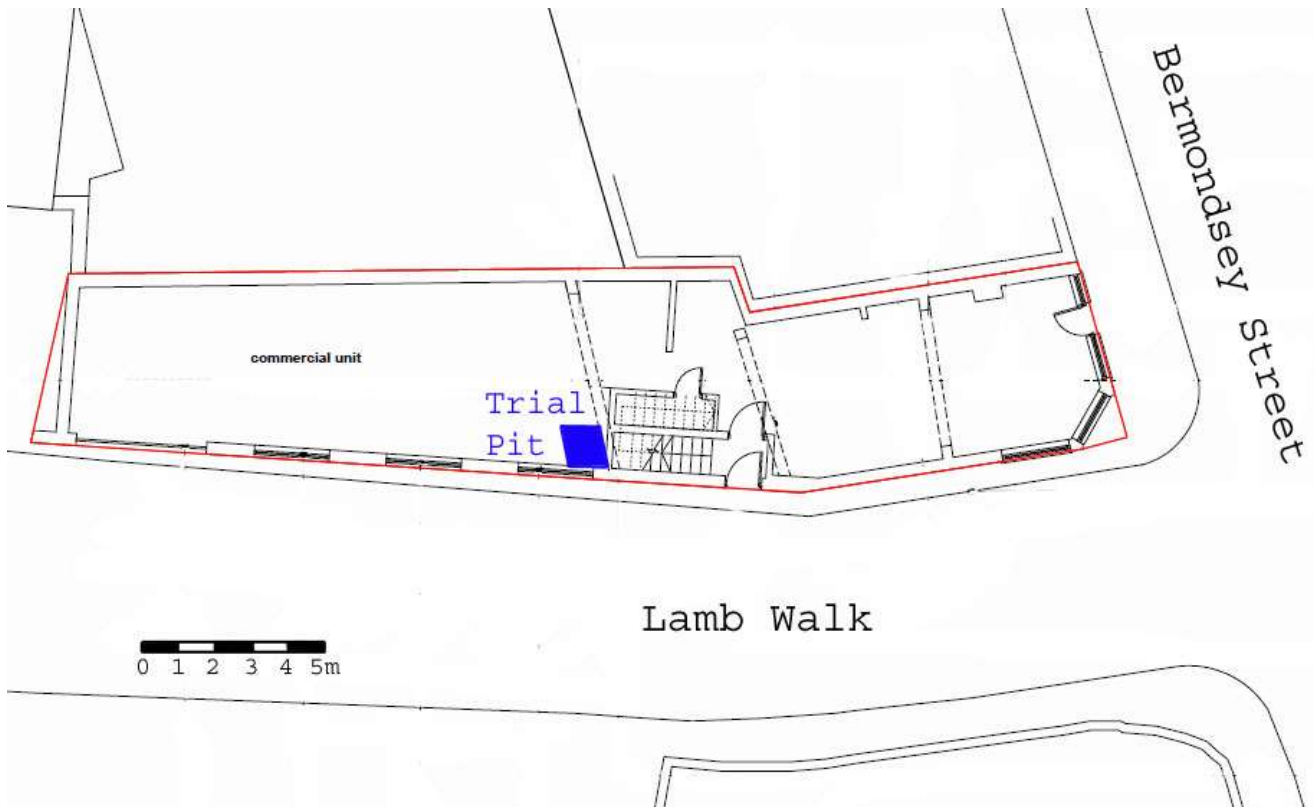 Bermondsey Street
commercial unit
Trial
Pit
Lamb Walk
0 1 2 3 4 5m